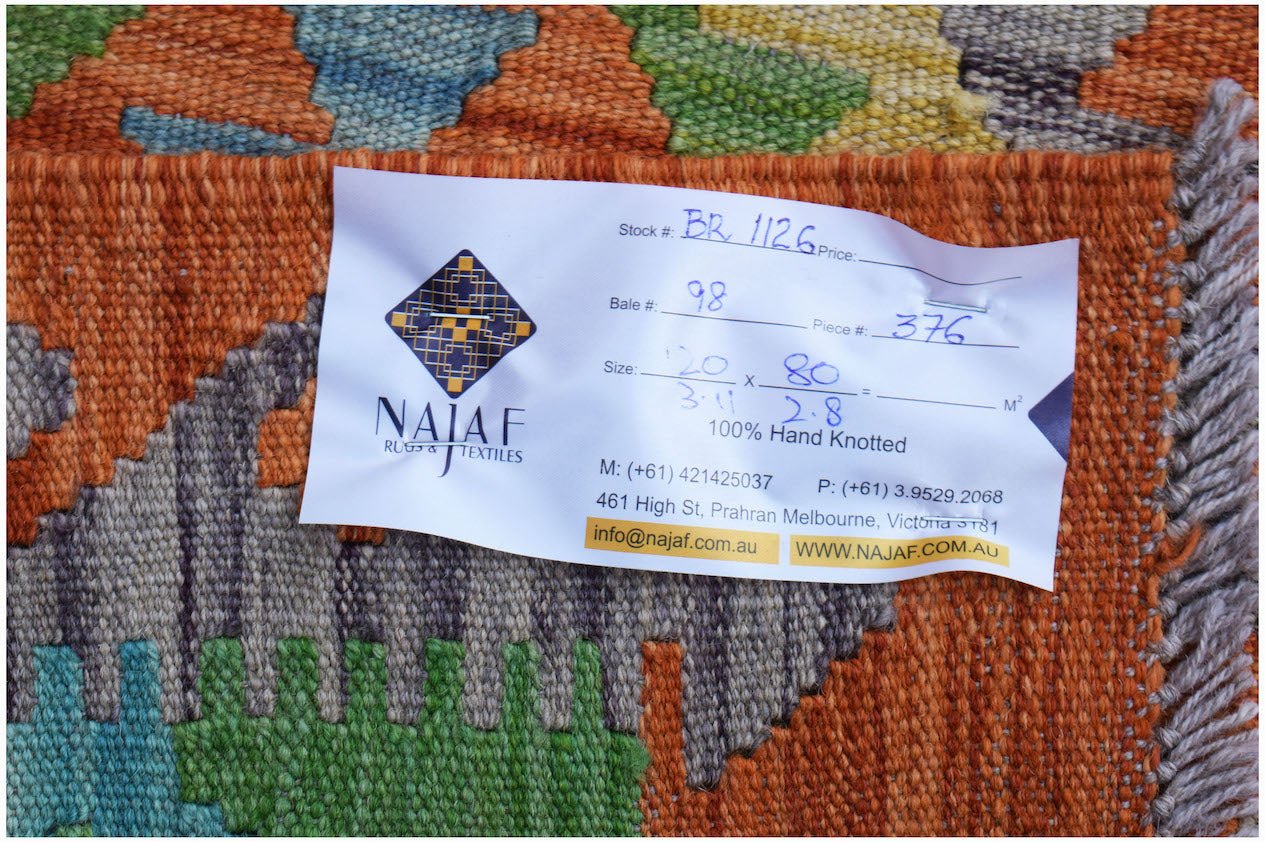 NAJAF
RUGS & TEXTILES
Stock #: BR 1126 Price:
Bale #: 98 Piece #: 376
Size: 120 x 80 = M²
3.11 2.8
100% Hand Knotted
M: (+61) 421425037 P: (+61) 3.9529.2068
461 High St, Prahran Melbourne, Victoria 3181
info@najaf.com.au WWW.NAJAF.COM.AU